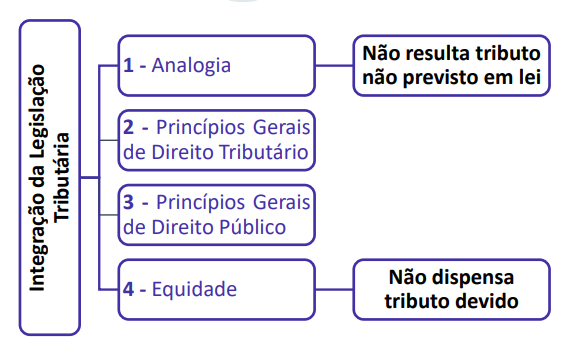 Integração da Legislação
Tributária
1 - Analogia
Não resulta tributo
não previsto em lei
2 - Princípios Gerais
de Direito Tributário
3 - Princípios Gerais
de Direito Público
4 - Equidade
Não dispensa
tributo devido